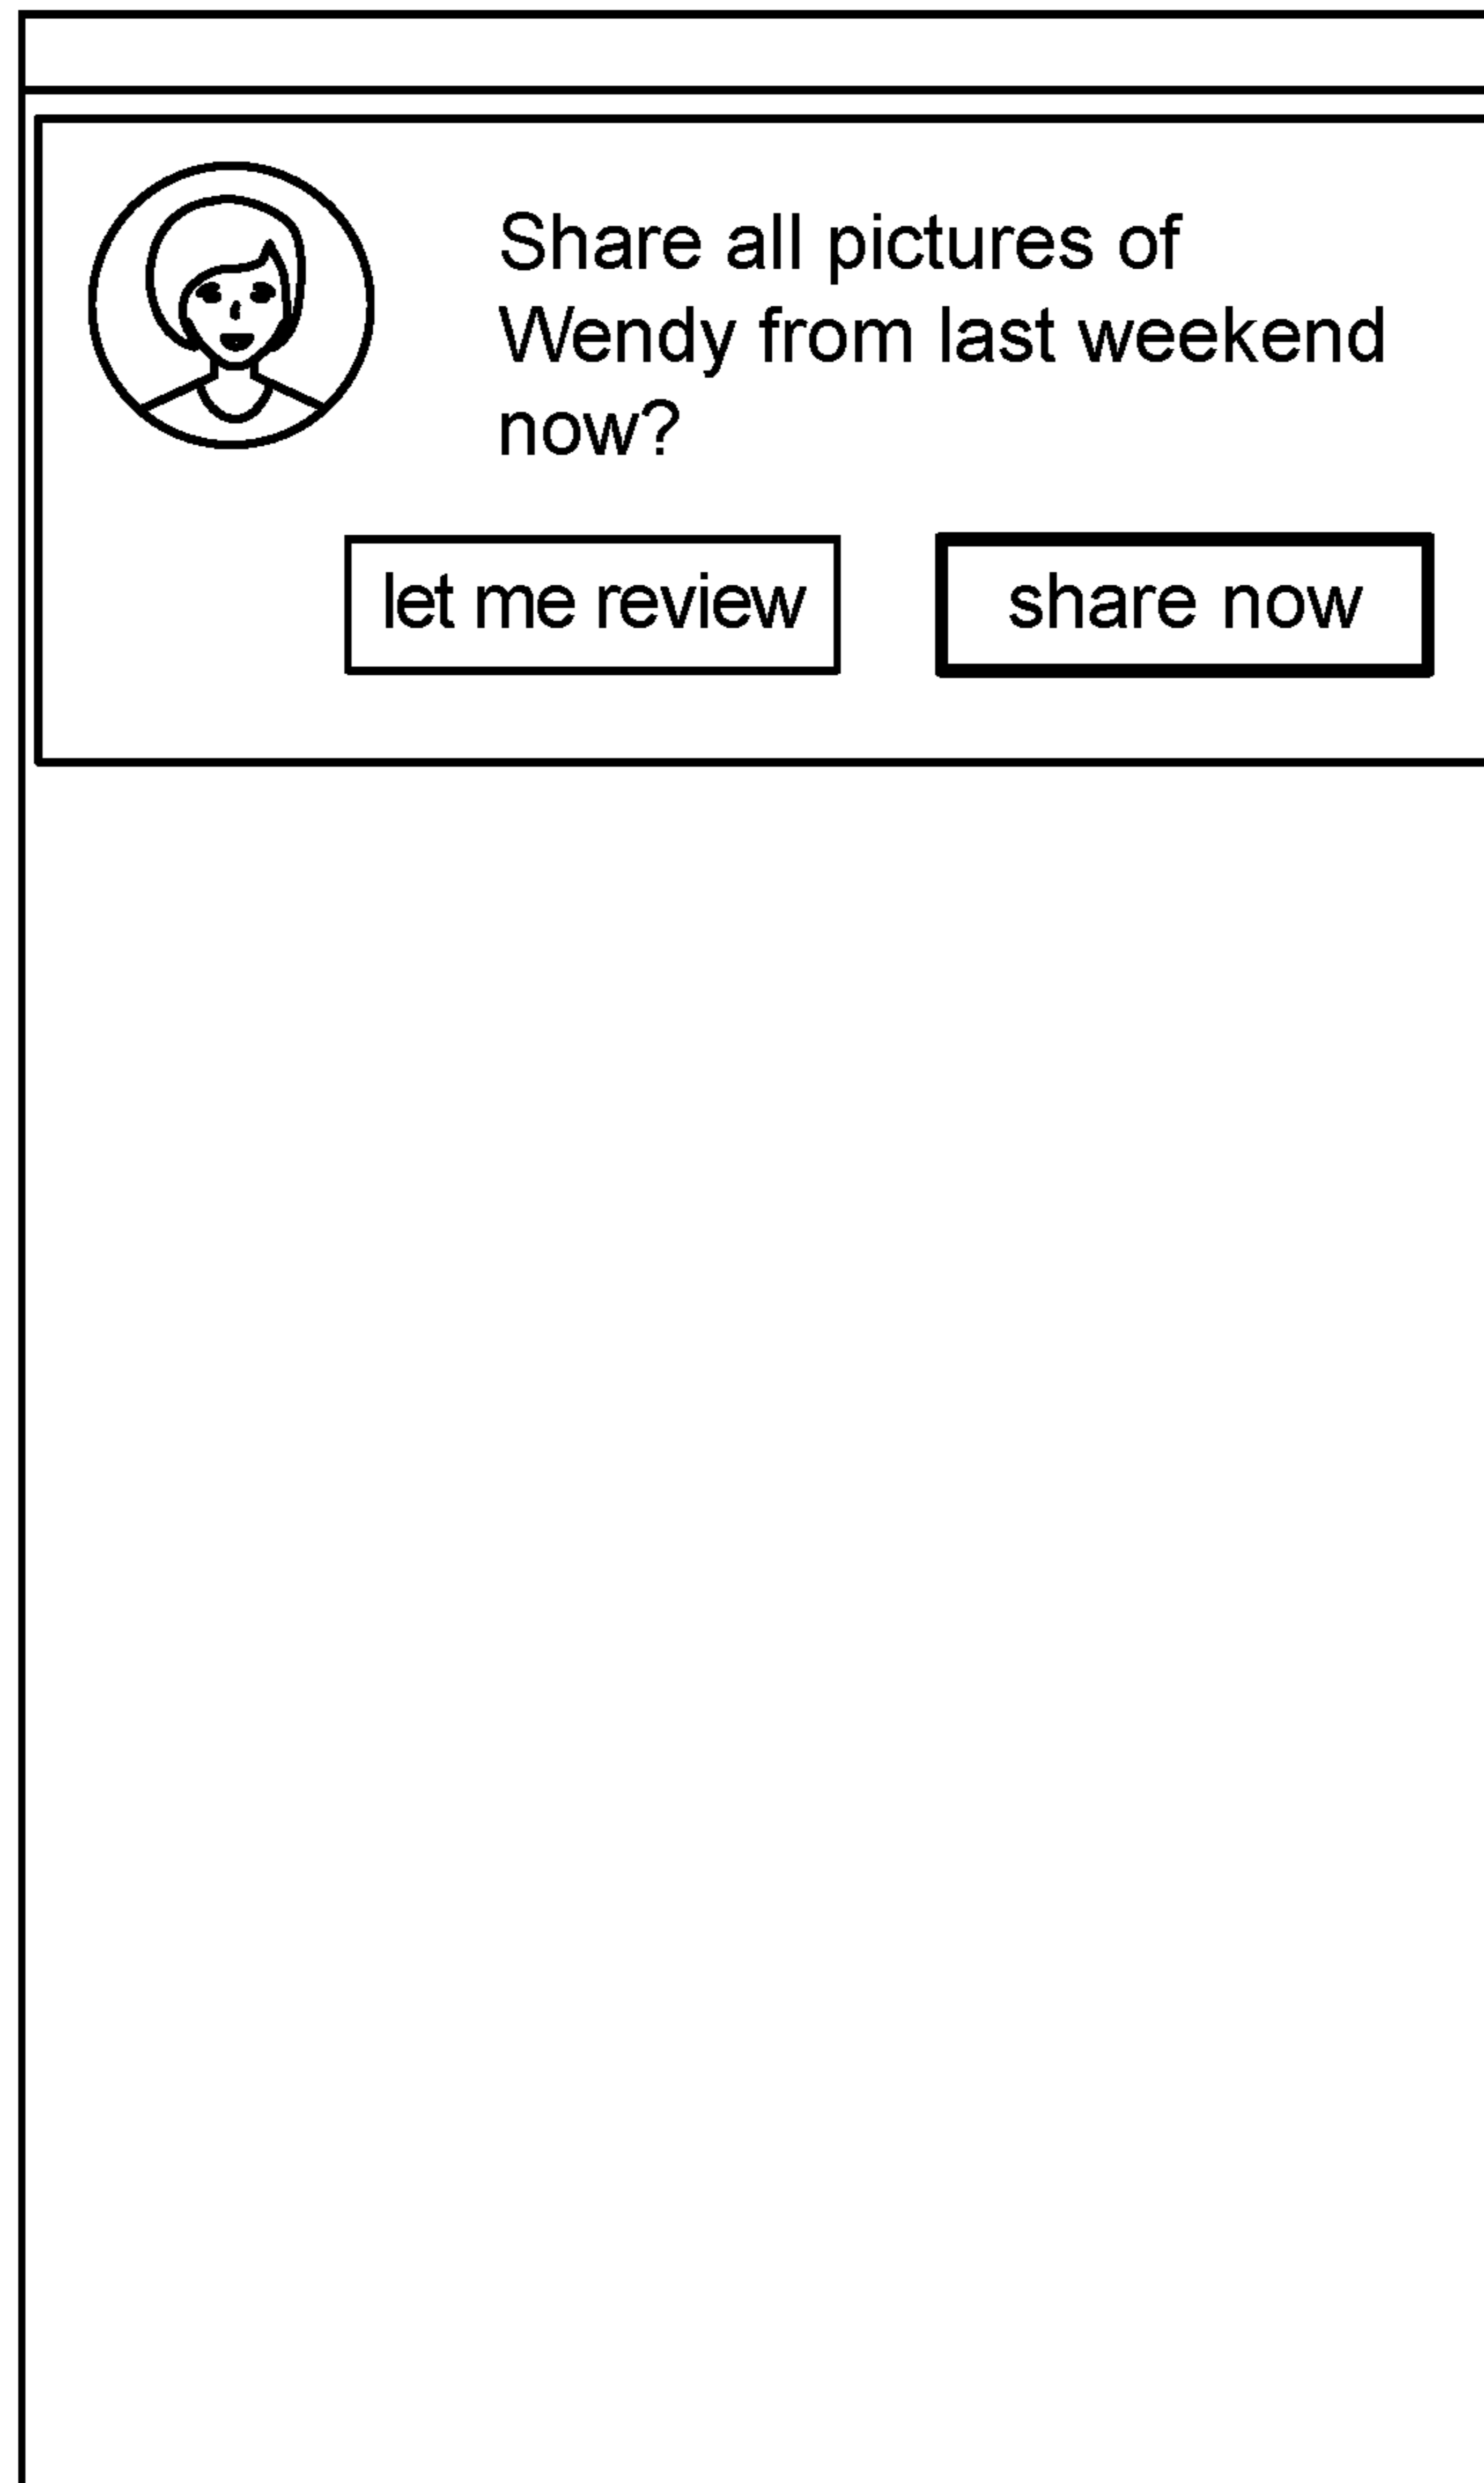 Share all pictures of
Wendy from last weekend
now?
let me review
share now